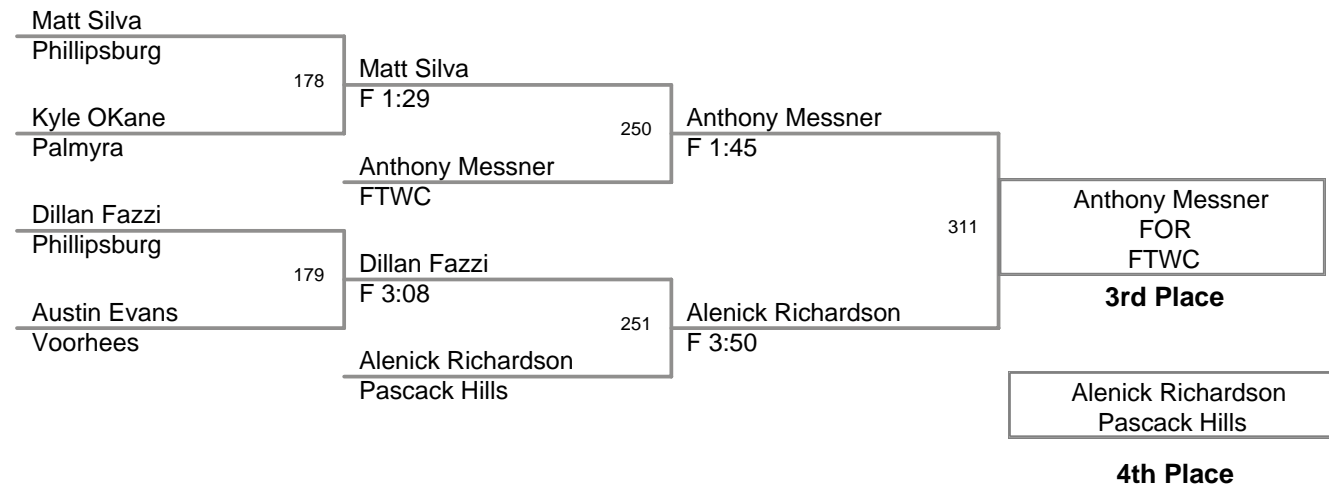 Matt Silva
Phillipsburg
178
Kyle OKane
Palmyra
Dillan Fazzi
Phillipsburg
179
Austin Evans
Voorhees
Matt Silva
F 1:29
250
Anthony Messner
FTWC
Dillan Fazzi
F 3:08
251
Alenick Richardson
Pascack Hills
Anthony Messner
F 1:45
311
Alenick Richardson
F 3:50
Anthony Messner
FOR
FTWC
3rd Place
Alenick Richardson
Pascack Hills
4th Place